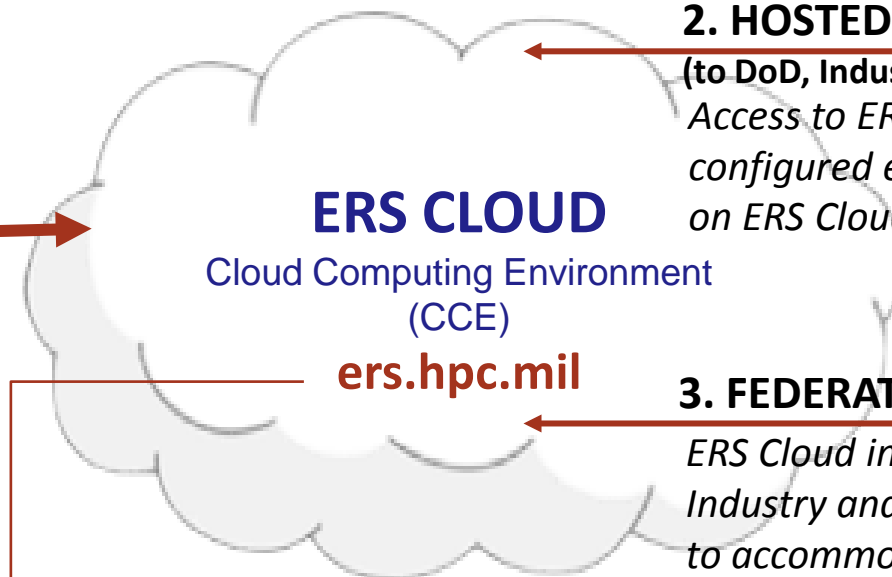 2. HOSTED
(to DoD, Indus
Access to ER
configured e
on ERS Clou
ERS CLOUD
Cloud Computing Environment
(CCE)
ers.hpc.mil
3. FEDERAT
ERS Cloud in
Industry and
to accommo